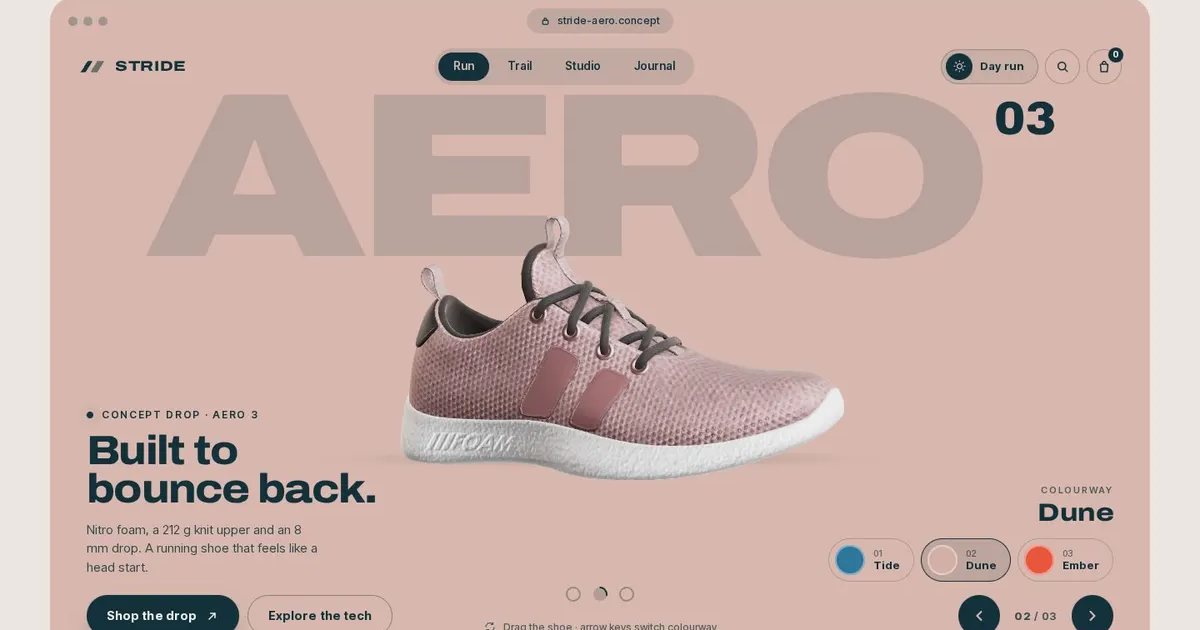 stride-aero.concept
STRIDE
Run
Trail
Studio
Journal
Day run
0
AERO
03
FOAM
CONCEPT DROP · AERO 3
Built to
bounce back.
Nitro foam, a 212 g knit upper and an 8
mm drop. A running shoe that feels like a
head start.
Shop the drop
Explore the tech
Drag the shoe · arrow keys switch colourway
COLOURWAY
Dune
01
Tide
02
Dune
03
Ember
02 / 03